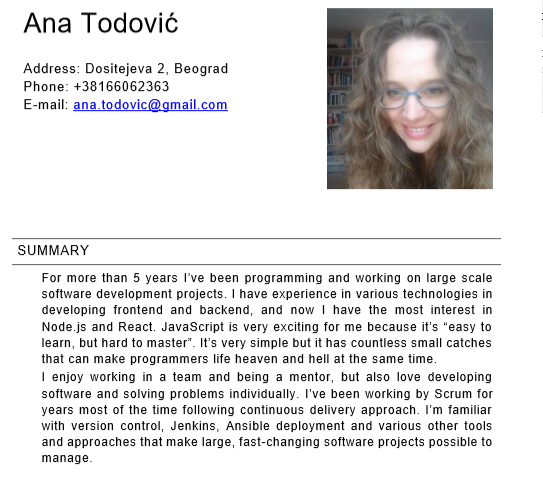 Ana Todović
Address: Dositejeva 2, Beograd
Phone: +38166062363
E-mail: ana.todovic@gmail.com
SUMMARY
For more than 5 years I've been programming and working on large scale
software development projects. I have experience in various technologies in
developing frontend and backend, and now I have the most interest in
Node.js and React. JavaScript is very exciting for me because it's “easy to
learn, but hard to master”. It's very simple but it has countless small catches
that can make programmers life heaven and hell at the same time.
I enjoy working in a team and being a mentor, but also love developing
software and solving problems individually. I've been working by Scrum for
years most of the time following continuous delivery approach. I'm familiar
with version control, Jenkins, Ansible deployment and various other tools
and approaches that make large, fast-changing software projects possible to
manage.